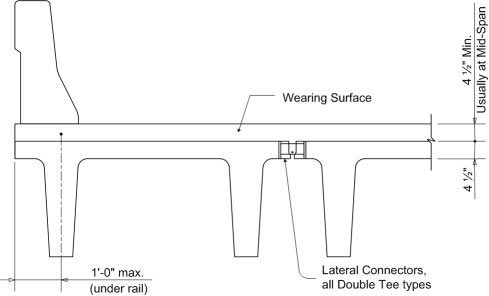 4 ½" Min.
Usually at Mid-Span
Wearing Surface
4 ½"
1'-0" max.
(under rail)
Lateral Connectors,
all Double Tee types